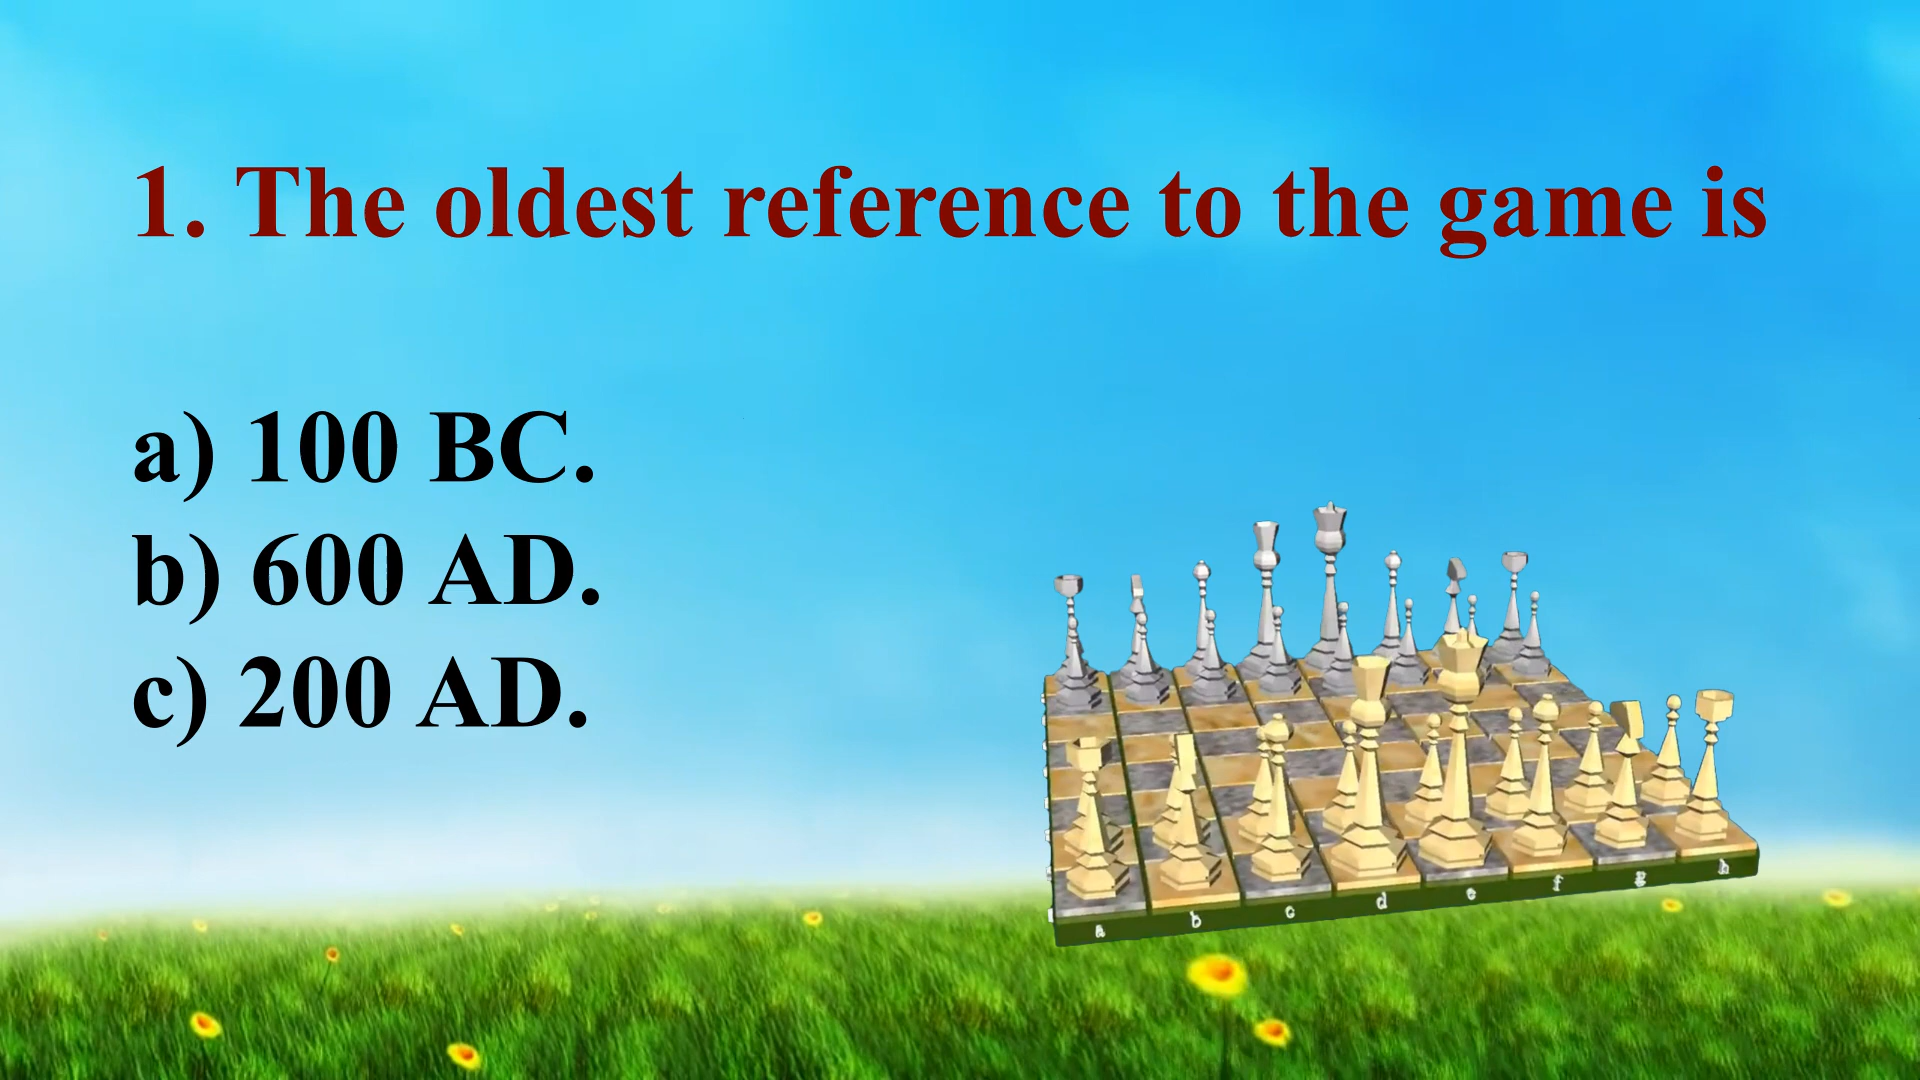 1. The oldest reference to the game is
a) 100 BC.
b) 600 AD.
c) 200 AD.
a b c d e f g h